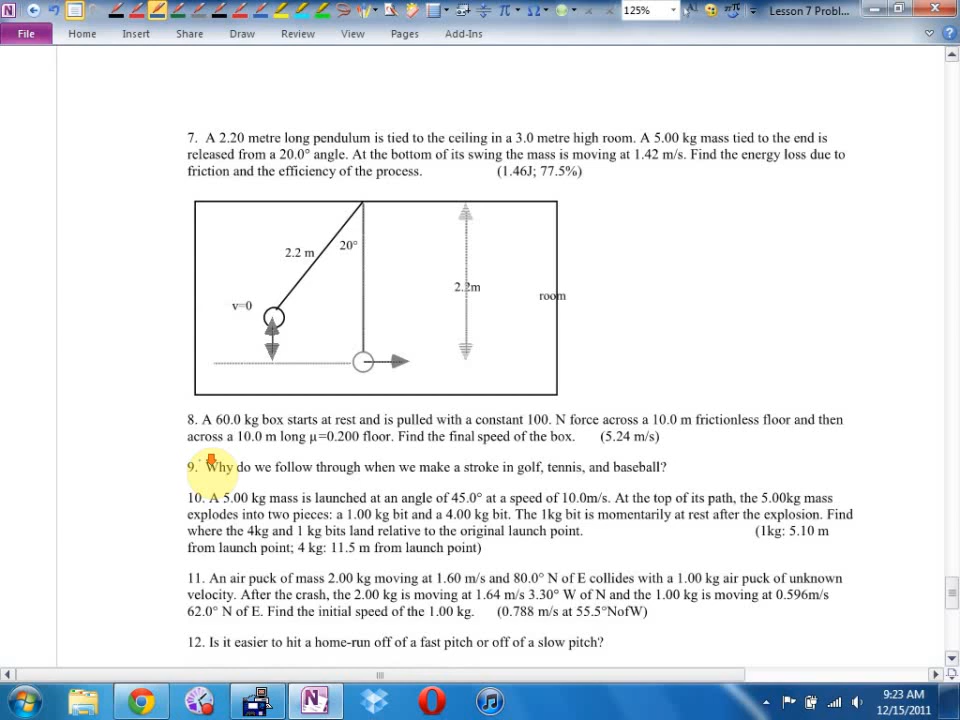 125%
Lesson 7 Probl...
File Home Insert Share Draw Review View Pages Add-Ins
7. A 2.20 metre long pendulum is tied to the ceiling in a 3.0 metre high room. A 5.00 kg mass tied to the end is
released from a 20.0° angle. At the bottom of its swing the mass is moving at 1.42 m/s. Find the energy loss due to
friction and the efficiency of the process. (1.46J; 77.5%)
20°
2.2 m
2.2m
room
v=0
8. A 60.0 kg box starts at rest and is pulled with a constant 100. N force across a 10.0 m frictionless floor and then
across a 10.0 m long µ=0.200 floor. Find the final speed of the box. (5.24 m/s)
9. Why do we follow through when we make a stroke in golf, tennis, and baseball?
10. A 5.00 kg mass is launched at an angle of 45.0° at a speed of 10.0m/s. At the top of its path, the 5.00kg mass
explodes into two pieces: a 1.00 kg bit and a 4.00 kg bit. The 1kg bit is momentarily at rest after the explosion. Find
where the 4kg and 1 kg bits land relative to the original launch point. (1kg: 5.10 m
from launch point; 4 kg: 11.5 m from launch point)
11. An air puck of mass 2.00 kg moving at 1.60 m/s and 80.0° N of E collides with a 1.00 kg air puck of unknown
velocity. After the crash, the 2.00 kg is moving at 1.64 m/s 3.30° W of N and the 1.00 kg is moving at 0.596m/s
62.0° N of E. Find the initial speed of the 1.00 kg. (0.788 m/s at 55.5°NofW)
12. Is it easier to hit a home-run off of a fast pitch or off of a slow pitch?
9:23 AM
12/15/2011